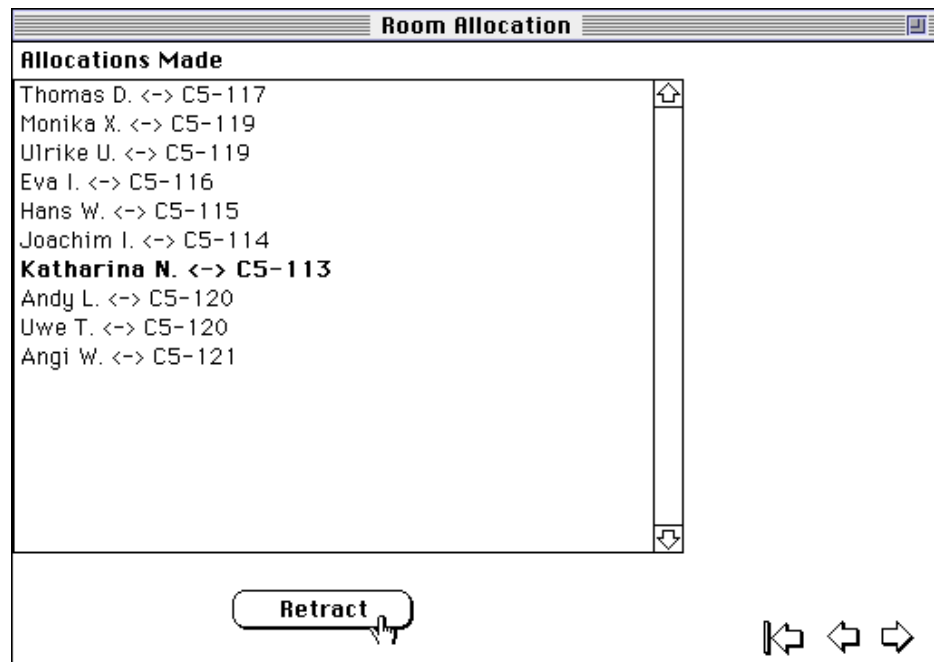 Room Allocation
Allocations Made
Thomas D. <-> C5-117
Monika X. <-> C5-119
Ulrike U. <-> C5-119
Eva I. <-> C5-116
Hans W. <-> C5-115
Joachim I. <-> C5-114
Katharina N. <-> C5-113
Andy L. <-> C5-120
Uwe T. <-> C5-120
Angi W. <-> C5-121
Retract